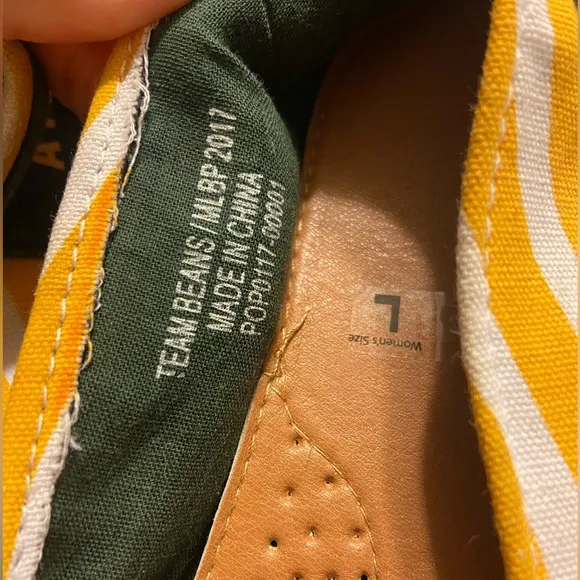 TEAM BEANS / MLBP 2017
MADE IN CHINA
POP0117-00001
L
Women's Size
A